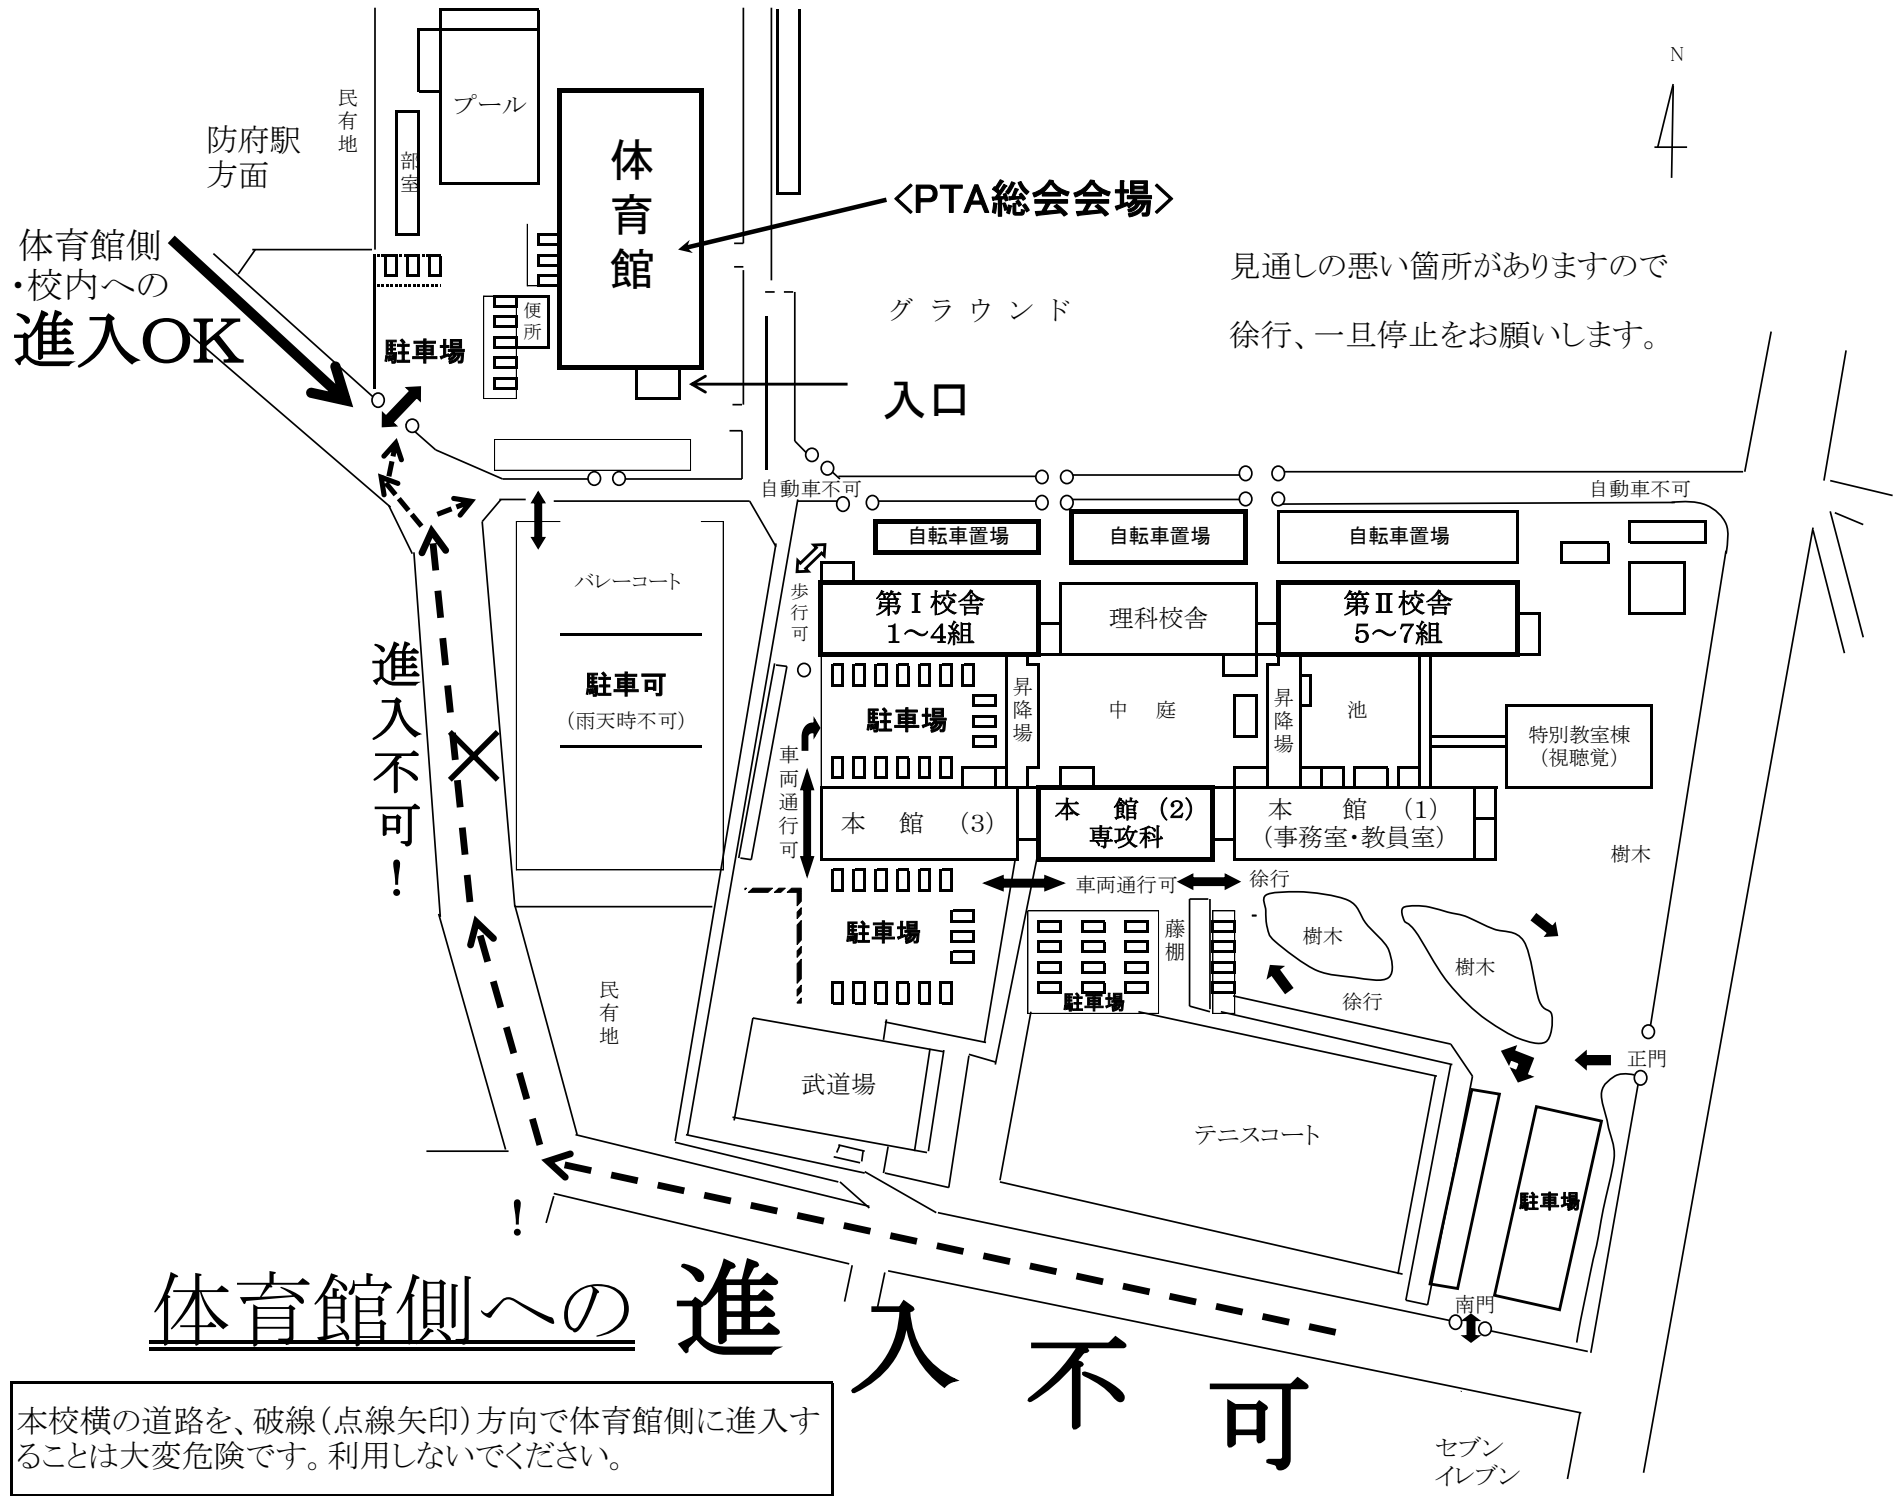 N
民有地
プール
防府駅
方面
部室
体育館
<PTA総会会場>
体育館側
・校内への
進入OK
見通しの悪い箇所がありますので
徐行、一旦停止をお願いします。
グラウンド
便所
駐車場
入口
自動車不可
自動車不可
自転車置場
自転車置場
自転車置場
バレーコート
歩行可
第Ⅰ校舎
1～4組
理科校舎
第Ⅱ校舎
5～7組
進入不可!
駐車可
(雨天時不可)
駐車場
昇降場
中庭
昇降場
池
特別教室棟
(視聴覚)
車両通行可
本館(3)
本館(2)
専攻科
本館(1)
(事務室・教員室)
樹木
車両通行可
徐行
駐車場
藤棚
樹木
樹木
駐車場
徐行
民有地
正門
武道場
テニスコート
駐車場
!
南門
体育館側への進入不可
本校横の道路を、破線(点線矢印)方向で体育館側に進入す
ることは大変危険です。利用しないでください。
セブン
イレブン